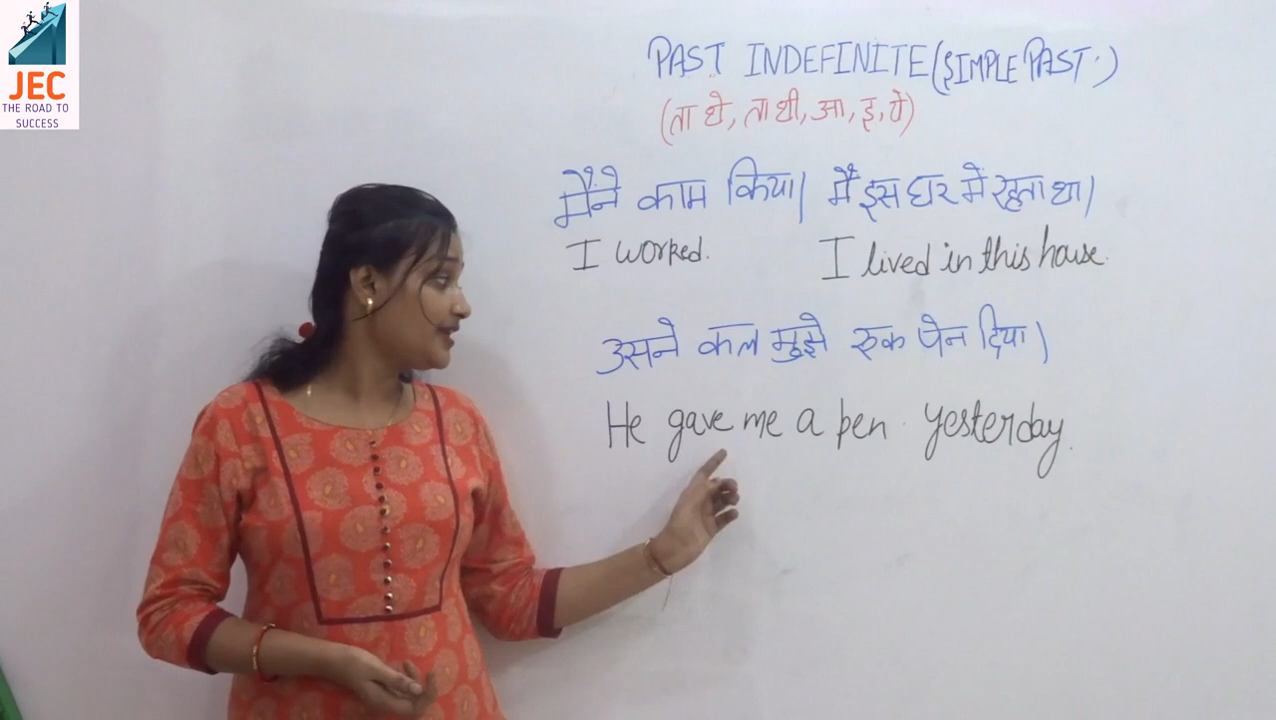 JEC
THE ROAD TO
SUCCESS
PAST INDEFINITE (SIMPLE PAST.)
(ता थे, ता थी, आ, इ, ये)
मैंने काम किया। मैं इस घर में रहता था।
I worked. I lived in this house.
उसने कल मुझे एक पेन दिया।
He gave me a pen yesterday.